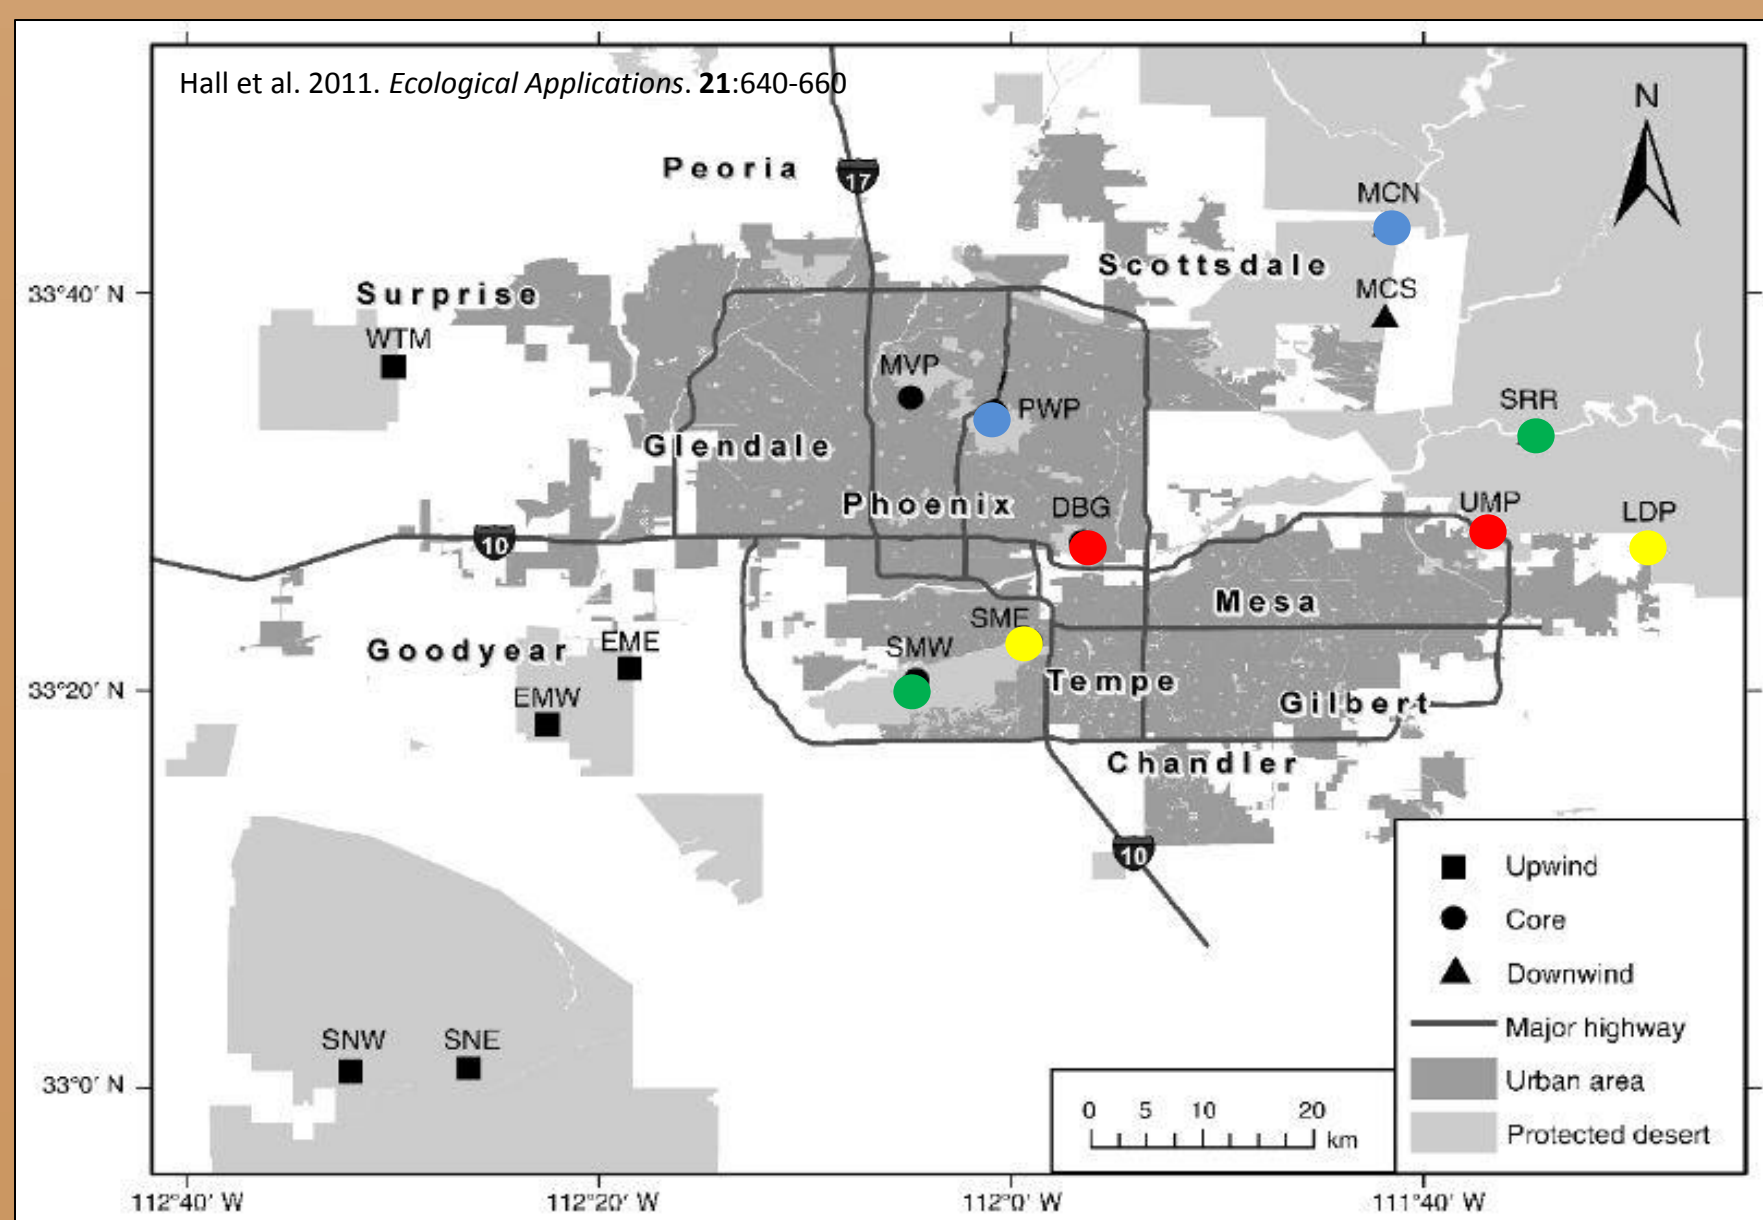 Hall et al. 2011. Ecological Applications. 21:640-660
N
Peoria
17
MCN
Scottsdale
33°40' N
Surprise
MCS
WTM
MVP
SRR
PWP
Glendale
Phoenix
DBG
UMP
LDP
10
Mesa
SME
Goodyear
EME
SMW
33°20' N
EMW
Tempe
Gilbert
Chandler
10
Upwind
Core
Downwind
Major highway
Urban area
Protected desert
SNW
SNE
33°0' N
0 5 10 20
km
112°40' W
112°20' W
112°0' W
111°40' W